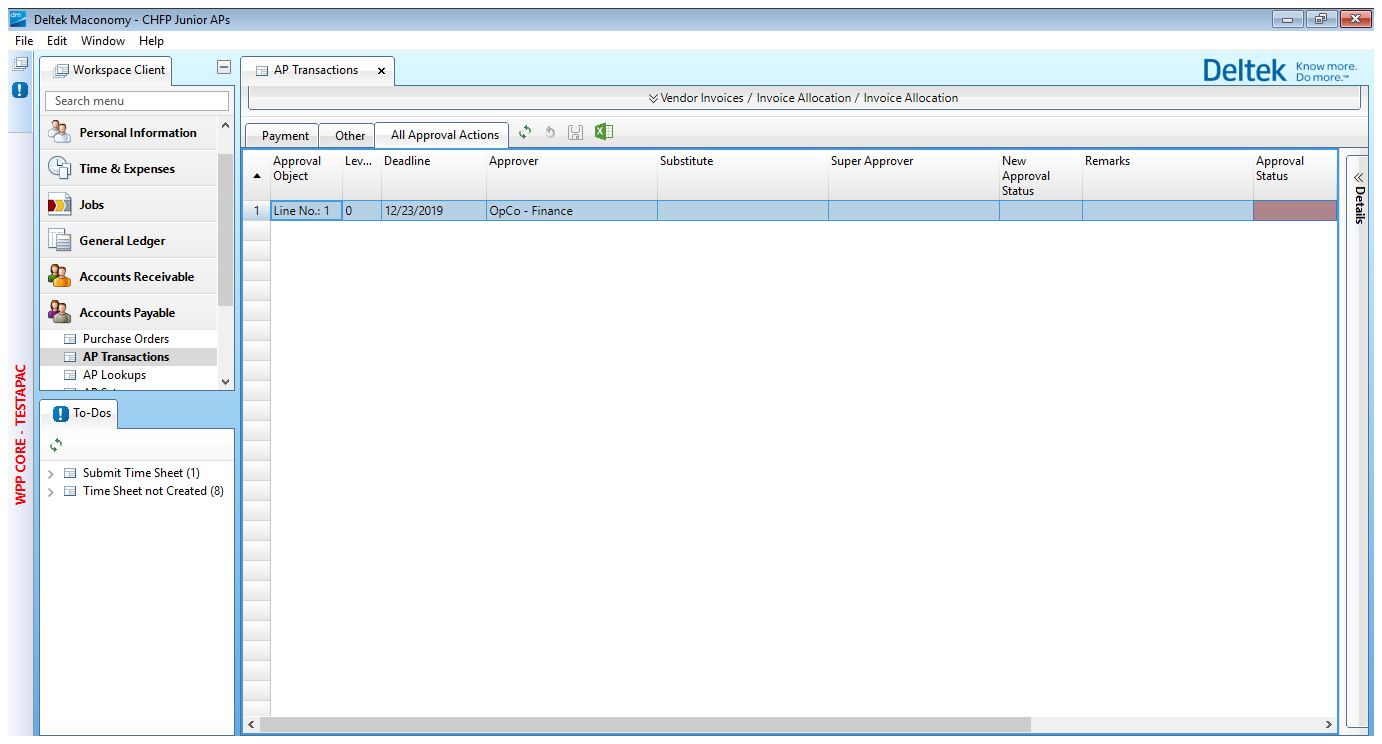 dm Deltek Maconomy - CHFP Junior APs
File Edit Window Help
Workspace Client
Search menu
Personal Information
Time & Expenses
Jobs
General Ledger
Accounts Receivable
Accounts Payable
Purchase Orders
AP Transactions
AP Lookups
WPP CORE - TESTAPAC
To-Dos
Submit Time Sheet (1)
Time Sheet not Created (8)
AP Transactions
Deltek Know more. Do more.™
Vendor Invoices / Invoice Allocation / Invoice Allocation
Payment Other All Approval Actions
Approval Object Lev... Deadline Approver Substitute Super Approver New Approval Status Remarks Approval Status
1 Line No.: 1 0 12/23/2019 OpCo - Finance
Details